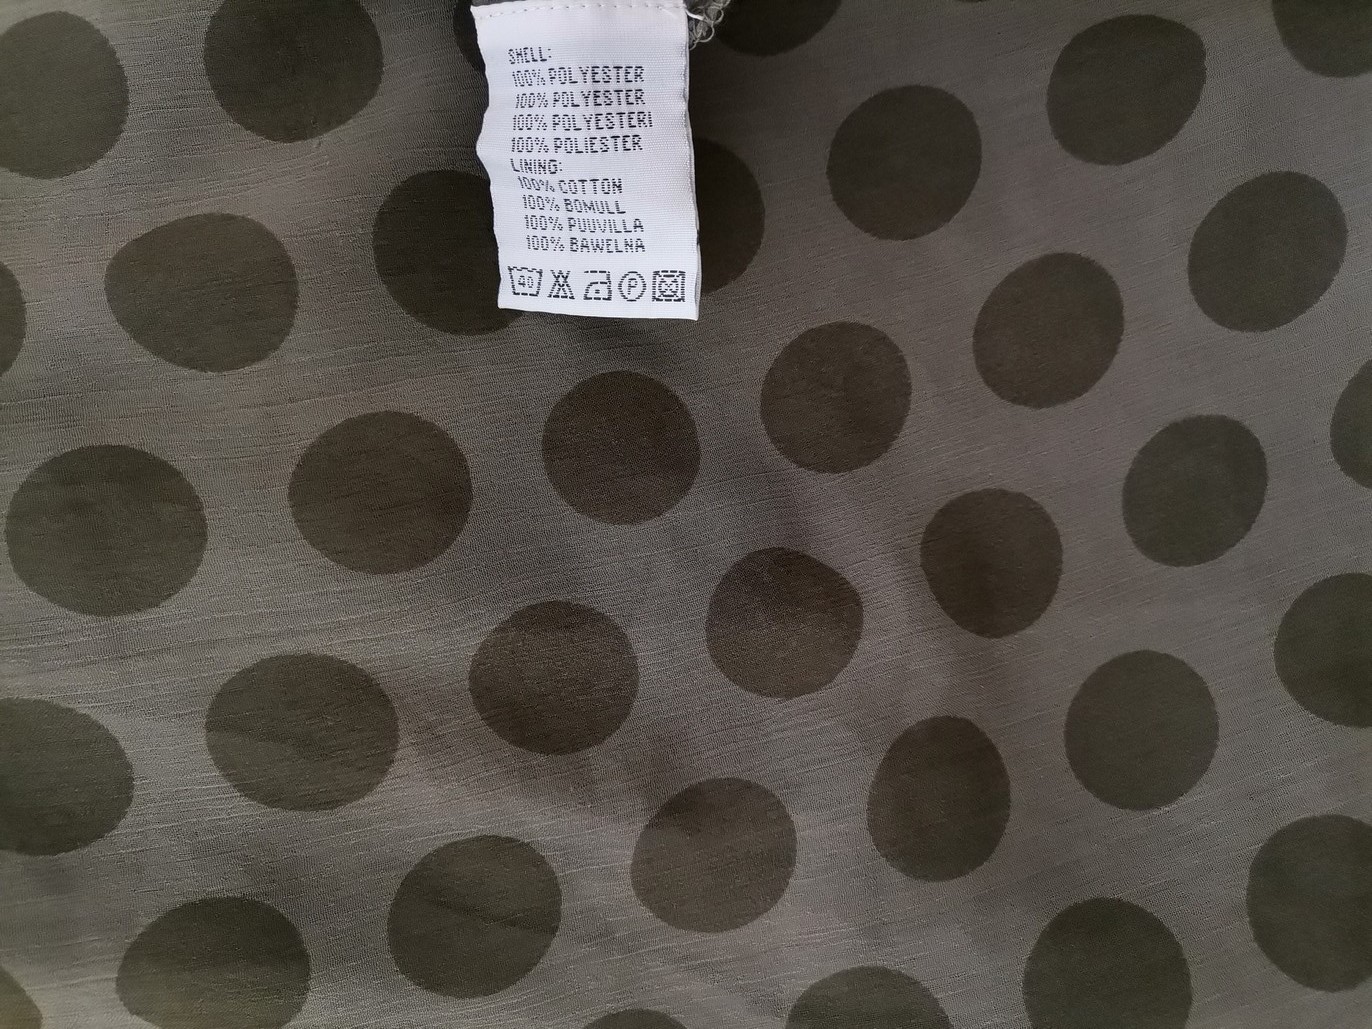 SHELL:
100% POLYESTER
100% POLYESTER
100% POLYESTERI
100% POLIESTER
LINING:
100% COTTON
100% BOMULL
100% PUUVILLA
100% BAWELNA
40 P